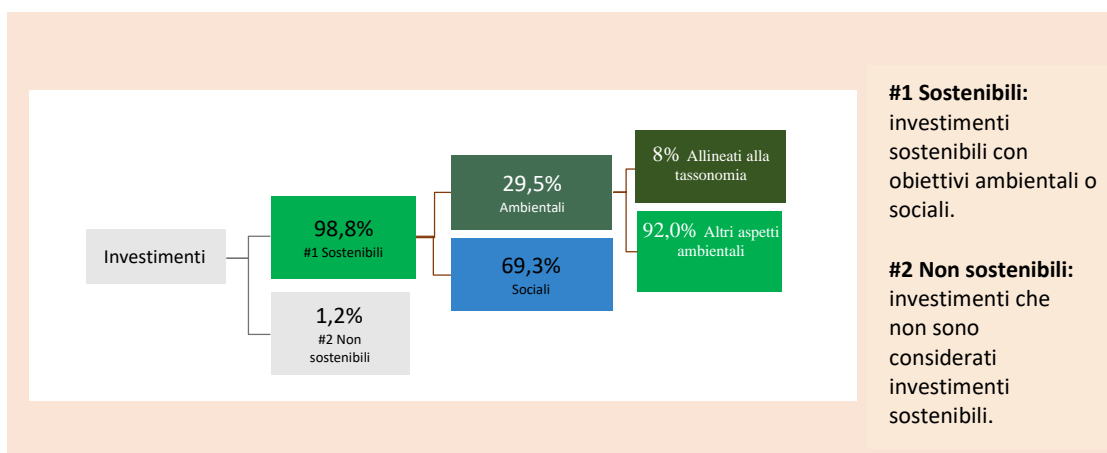 Investimenti
98,8%
#1 Sostenibili
1,2%
#2 Non
sostenibili
29,5%
Ambientali
69,3%
Sociali
8% Allineati alla
tassonomia
92,0% Altri aspetti
ambientali
#1 Sostenibili:
investimenti
sostenibili con
obiettivi ambientali o
sociali.
#2 Non sostenibili:
investimenti che
non sono
considerati
investimenti
sostenibili.